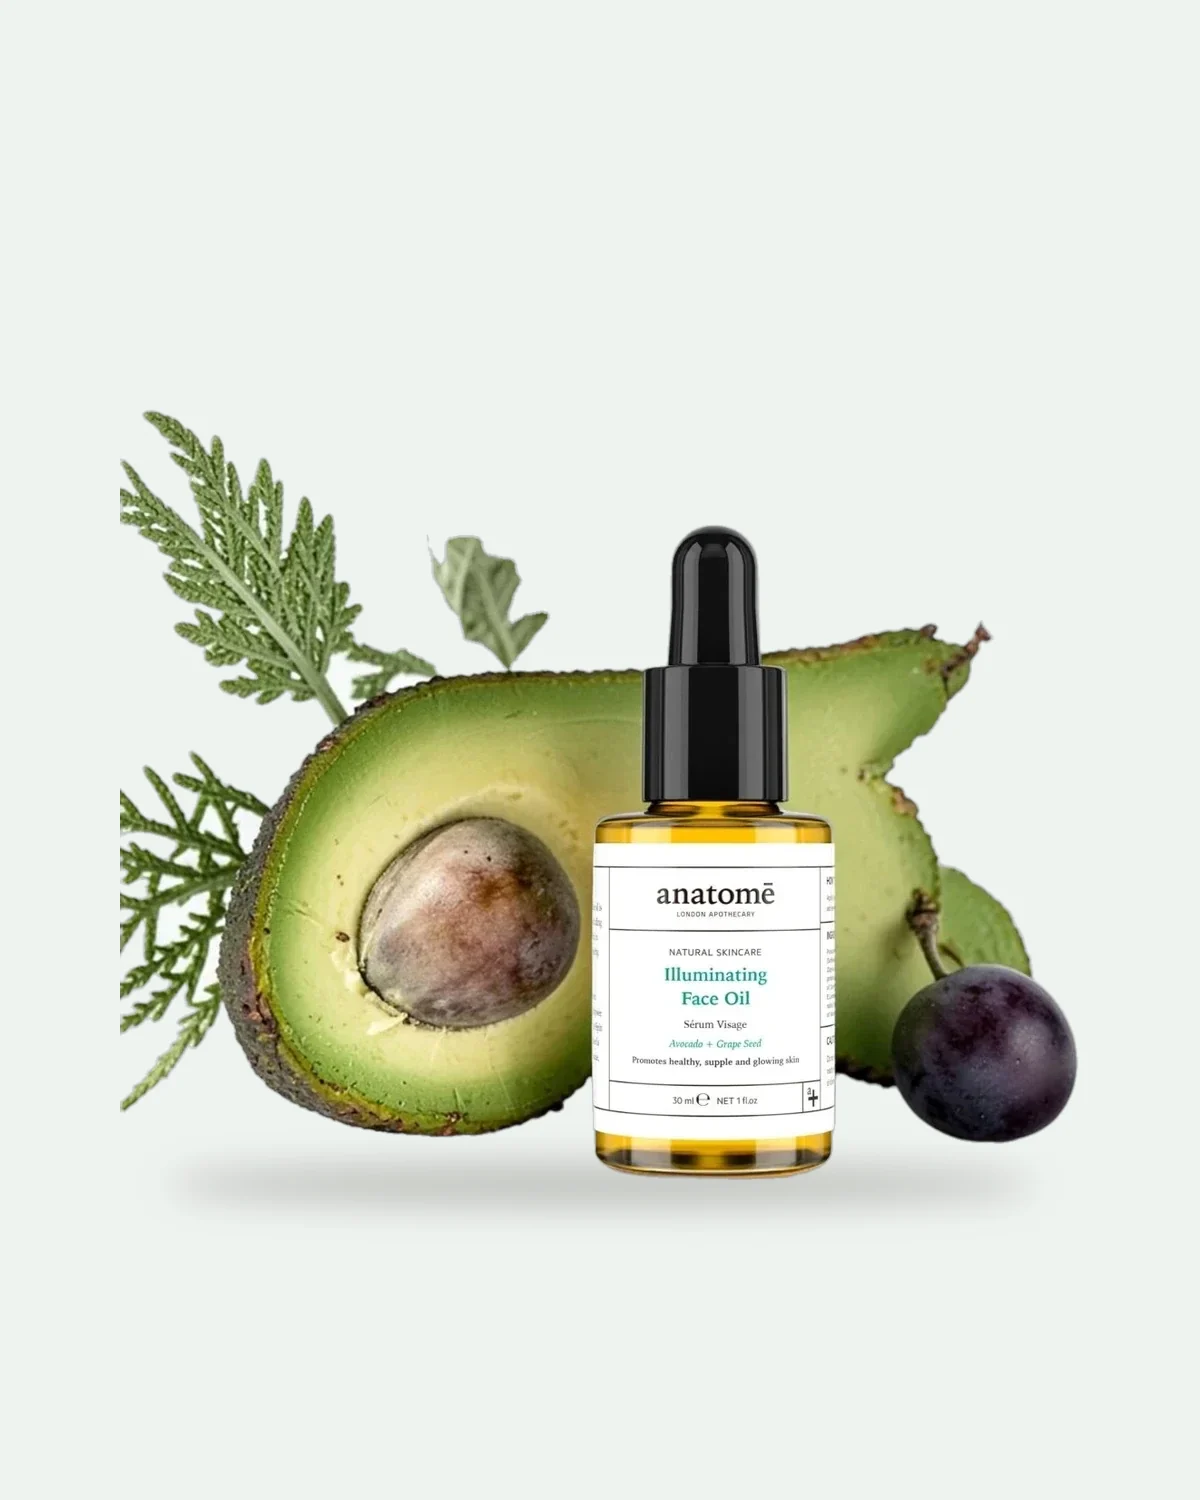 anatomē
LONDON APOTHECARY
NATURAL SKINCARE
Illuminating
Face Oil
Sérum Visage
Avocado + Grape Seed
Promotes healthy, supple and glowing skin
30 ml ℮ NET 1 fl.oz
a+